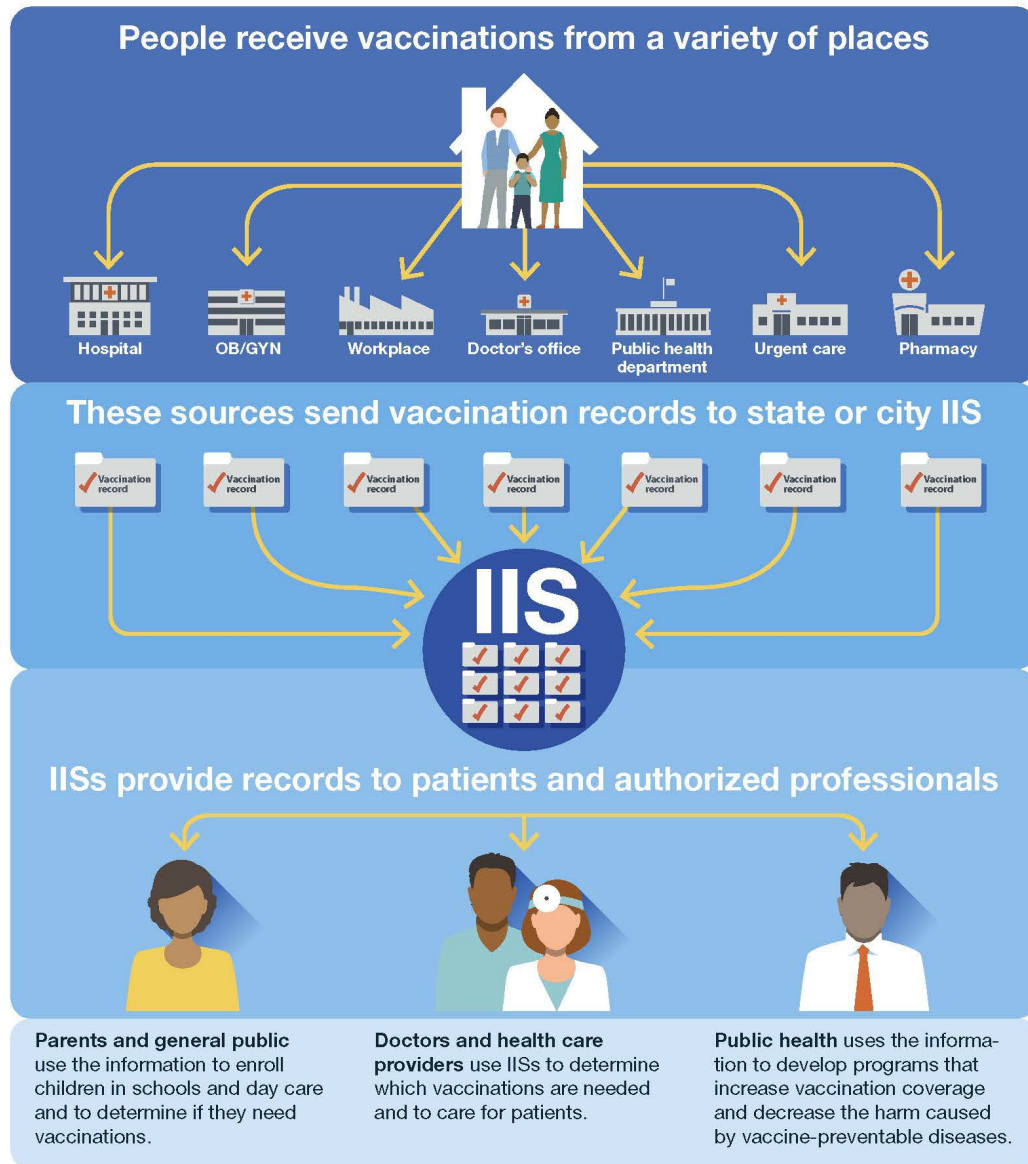 People receive vaccinations from a variety of places
Hospital
OB/GYN
Workplace
Doctor's office
Public health
department
Urgent care
Pharmacy
These sources send vaccination records to state or city IIS
Vaccination
record
Vaccination
record
Vaccination
record
Vaccination
record
Vaccination
record
Vaccination
record
Vaccination
record
IIS
IISs provide records to patients and authorized professionals
Parents and general public
use the information to enroll
children in schools and day care
and to determine if they need
vaccinations.
Doctors and health care
providers use IISs to determine
which vaccinations are needed
and to care for patients.
Public health uses the informa-
tion to develop programs that
increase vaccination coverage
and decrease the harm caused
by vaccine-preventable diseases.